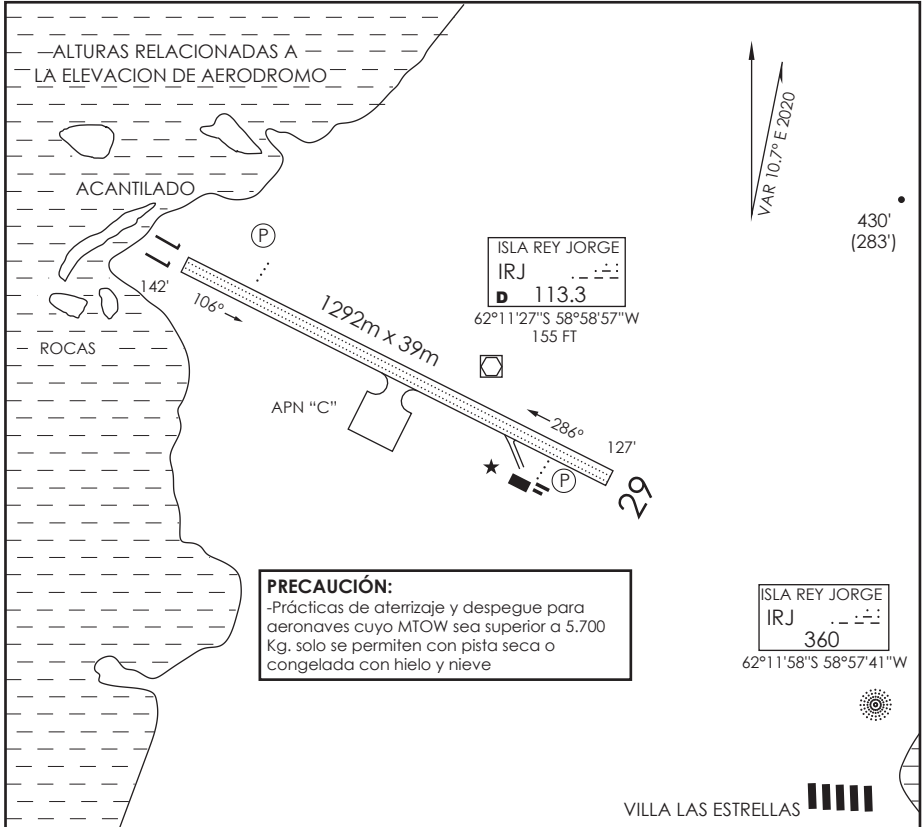 ALTURAS RELACIONADAS A
LA ELEVACION DE AERODROMO
ACANTILADO
VAR 10.7° E 2020
430'
(283')
P
ISLA REY JORGE
IRJ
D 113.3
62°11'27"S 58°58'57"W
155 FT
11
142'
106°
1292m x 39m
ROCAS
APN "C"
286°
127'
P
29
PRECAUCIÓN:
-Prácticas de aterrizaje y despegue para
aeronaves cuyo MTOW sea superior a 5.700
Kg. solo se permiten con pista seca o
congelada con hielo y nieve
ISLA REY JORGE
IRJ
360
62°11'58"S 58°57'41"W
VILLA LAS ESTRELLAS